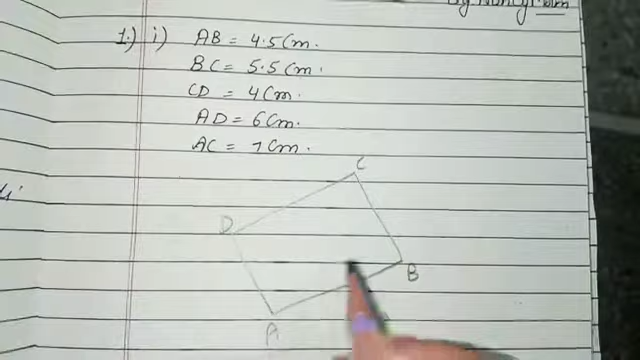 1.) i) AB = 4.5 Cm.
BC = 5.5 Cm.
CD = 4 Cm.
AD = 6 Cm.
AC = 7 Cm.
C
D
B
A